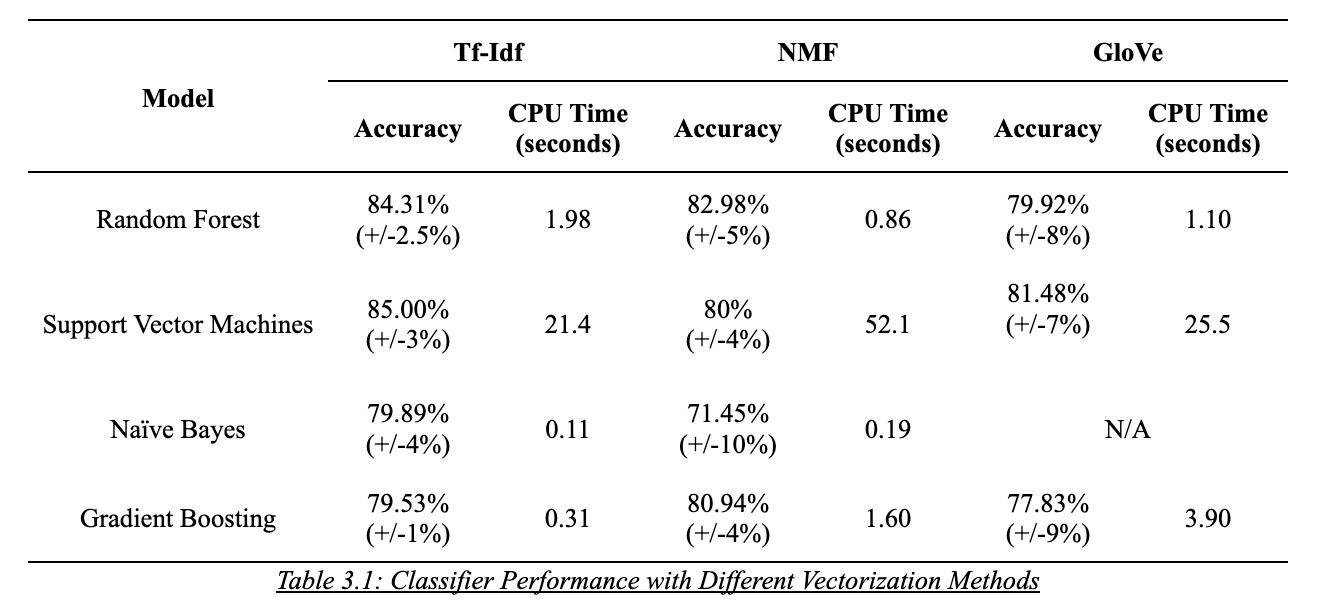 Tf-Idf NMF GloVe
Model
Accuracy CPU Time (seconds) Accuracy CPU Time (seconds) Accuracy CPU Time (seconds)
Random Forest 84.31% (+/-2.5%) 1.98 82.98% (+/-5%) 0.86 79.92% (+/-8%) 1.10
Support Vector Machines 85.00% (+/-3%) 21.4 80% (+/-4%) 52.1 81.48% (+/-7%) 25.5
Naïve Bayes 79.89% (+/-4%) 0.11 71.45% (+/-10%) 0.19 N/A
Gradient Boosting 79.53% (+/-1%) 0.31 80.94% (+/-4%) 1.60 77.83% (+/-9%) 3.90
Table 3.1: Classifier Performance with Different Vectorization Methods